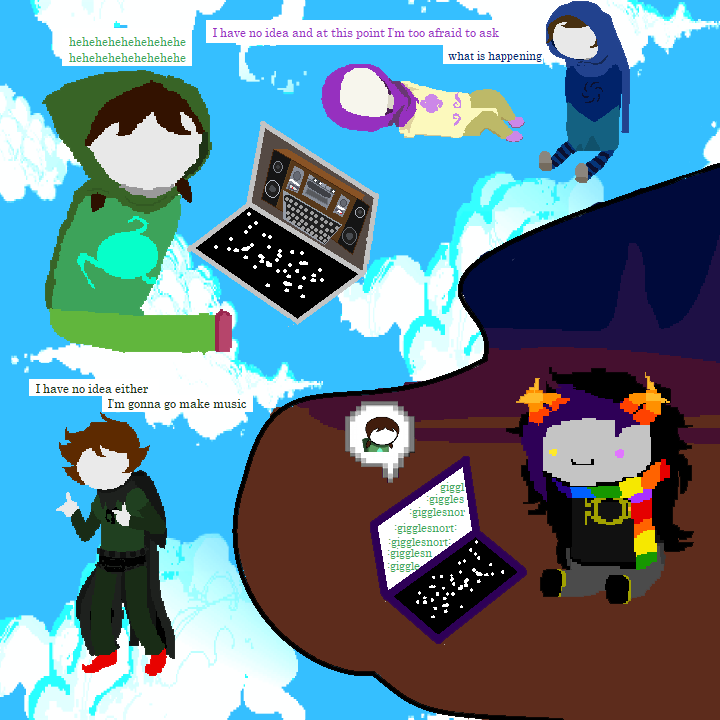 hehehehehehehehehe
hehehehehehehehehe
I have no idea and at this point I'm too afraid to ask
what is happening
I have no idea either
I'm gonna go make music
giggl
:giggles
:gigglesnor
:gigglesnort:
:gigglesnort:
:gigglesn
:giggle